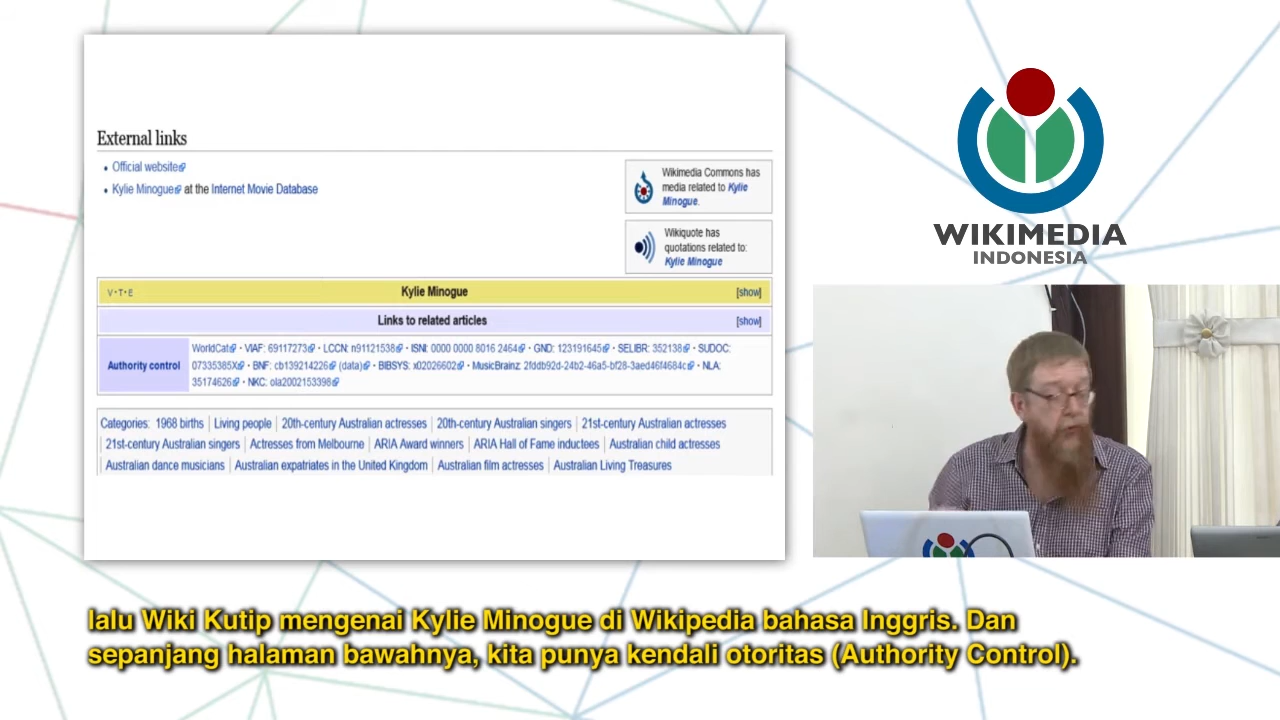 External links
Official website
Kylie Minogue at the Internet Movie Database
Wikimedia Commons has
media related to Kylie
Minogue.
Wikiquote has
quotations related to:
Kylie Minogue
V·T·E
Kylie Minogue
[show]
Links to related articles
[show]
Authority control
WorldCat · VIAF: 69117273 · LCCN: n91121538 · ISNI: 0000 0000 8016 2464 · GND: 123191645 · SELIBR: 352138 · SUDOC:
07335385X · BNF: cb139214226 (data) · BIBSYS: x02026602 · MusicBrainz: 2fddb92d-24b2-46a5-bf28-3aed46f4684c · NLA:
35174626 · NKC: ola2002153398
Categories: 1968 births | Living people | 20th-century Australian actresses | 20th-century Australian singers | 21st-century Australian actresses
| 21st-century Australian singers | Actresses from Melbourne | ARIA Award winners | ARIA Hall of Fame inductees | Australian child actresses
| Australian dance musicians | Australian expatriates in the United Kingdom | Australian film actresses | Australian Living Treasures
WIKIMEDIA
INDONESIA
lalu Wiki Kutip mengenai Kylie Minogue di Wikipedia bahasa Inggris. Dan
sepanjang halaman bawahnya, kita punya kendali otoritas (Authority Control).